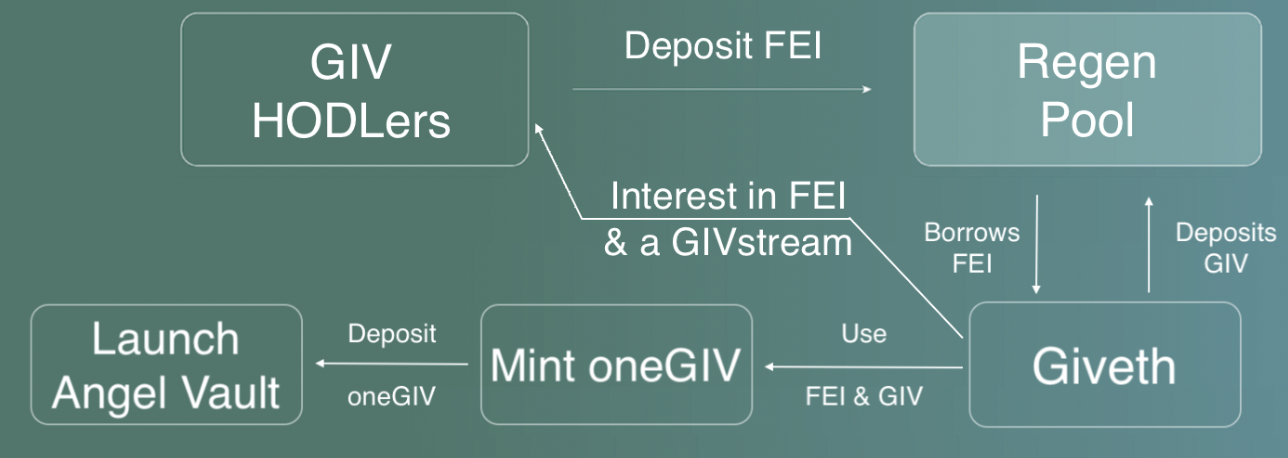 GIV
HODLers
Deposit FEI
Regen
Pool
Interest in FEI
& a GIVstream
Borrows
FEI
Deposits
GIV
Launch
Angel Vault
Deposit
oneGIV
Mint oneGIV
Use
FEI & GIV
Giveth